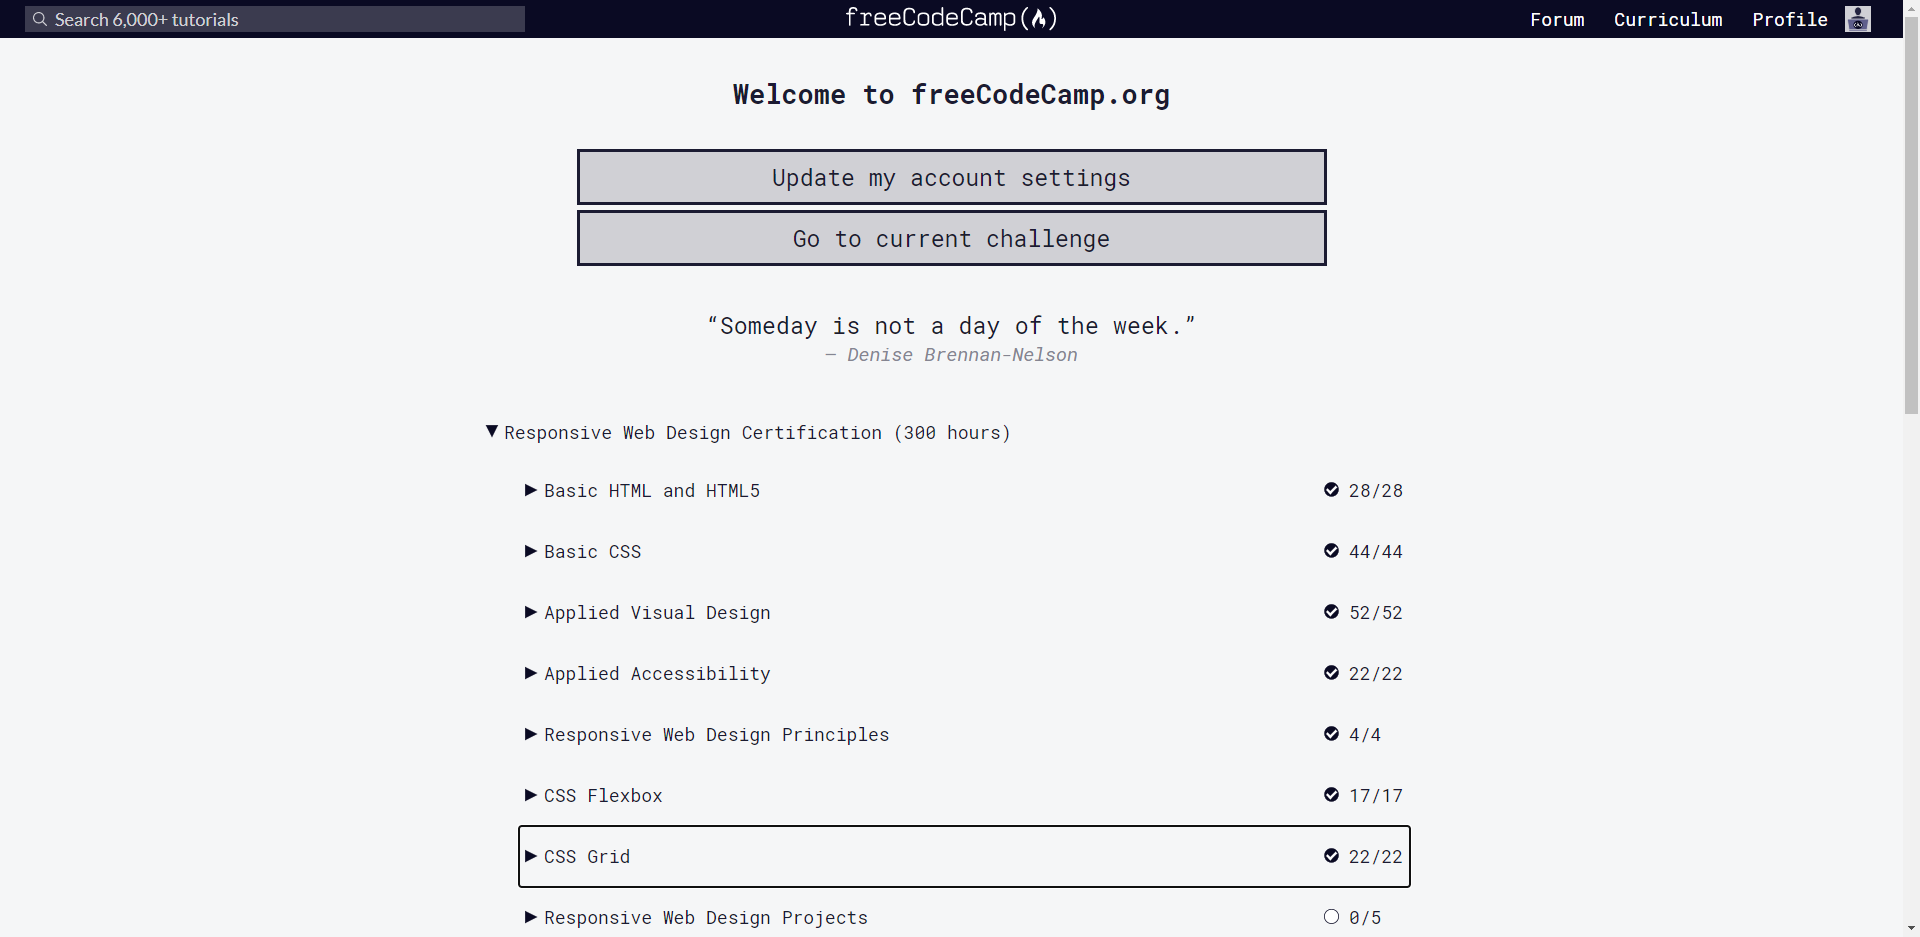 Search 6,000+ tutorials
freeCodeCamp
Forum
Curriculum
Profile
Welcome to freeCodeCamp.org
Update my account settings
Go to current challenge
“Someday is not a day of the week.”
— Denise Brennan-Nelson
Responsive Web Design Certification (300 hours)
Basic HTML and HTML5 28/28
Basic CSS 44/44
Applied Visual Design 52/52
Applied Accessibility 22/22
Responsive Web Design Principles 4/4
CSS Flexbox 17/17
CSS Grid 22/22
Responsive Web Design Projects 0/5